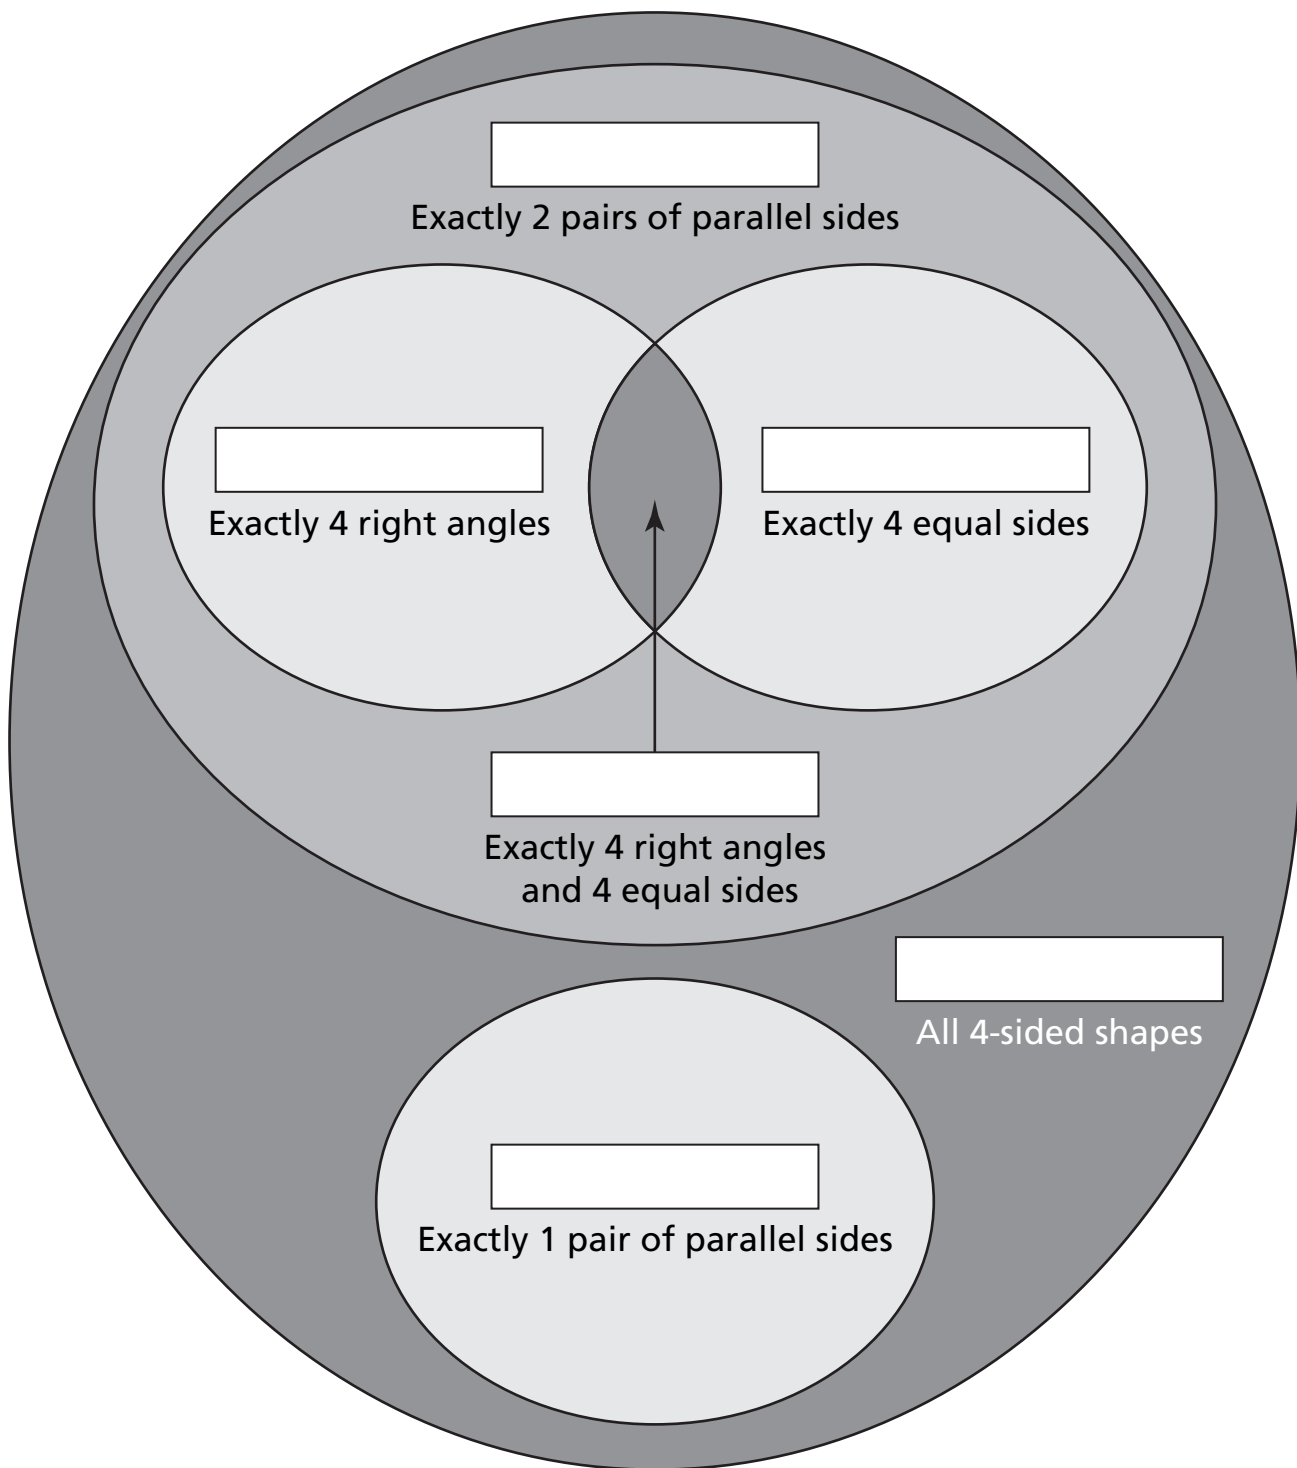 Exactly 2 pairs of parallel sides
Exactly 4 right angles
Exactly 4 equal sides
Exactly 4 right angles
and 4 equal sides
All 4-sided shapes
Exactly 1 pair of parallel sides